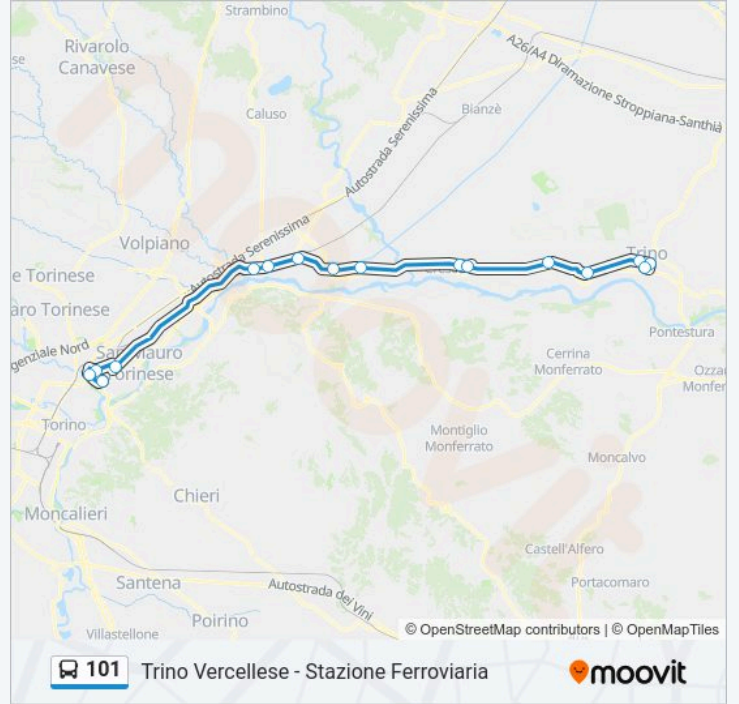 Strambino
Rivarolo
Canavese
se
A26/A4 Diramazione Stroppiana-Santhià
Caluso
Bianzè
Autostrada Serenissima
Volpiano
Autostrada Serenissima
Trino
e Torinese
aro Torinese
Pontestura
genziale Nord
San Mauro
Torinese
Cerrina
Monferrato
Ozza
Monfer
Torino
Montiglio
Monferrato
Moncalvo
Chieri
Moncalieri
Castell'Alfero
Santena
Autostrada dei Vini
Portacomaro
Poirino
Villastellone
© OpenStreetMap contributors | © OpenMapTiles
101 Trino Vercellese - Stazione Ferroviaria
moovit